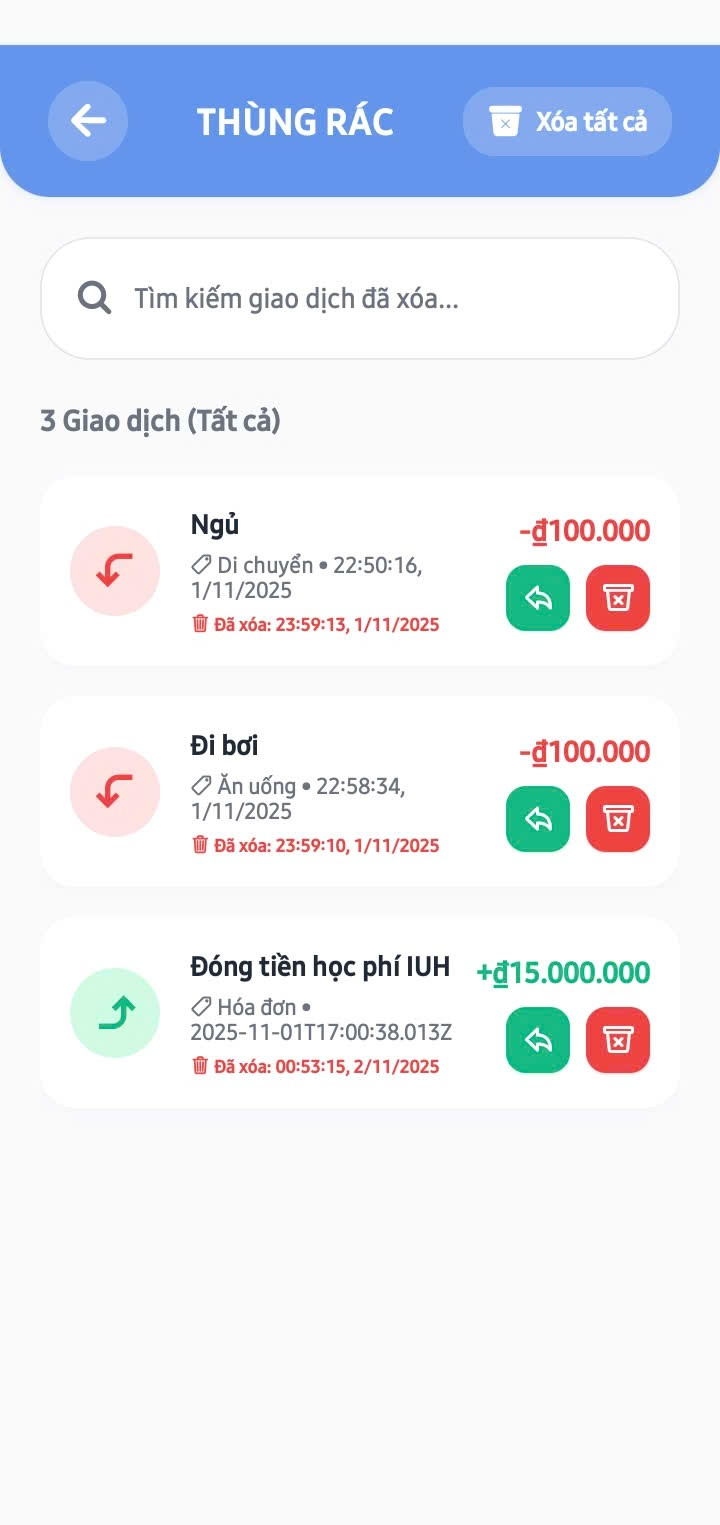 THÙNG RÁC
Xóa tất cả
Tìm kiếm giao dịch đã xóa...
3 Giao dịch (Tất cả)
Ngủ
-₫100.000
Di chuyển • 22:50:16,
1/11/2025
Đã xóa: 23:59:13, 1/11/2025
Đi bơi
-₫100.000
Ăn uống • 22:58:34,
1/11/2025
Đã xóa: 23:59:10, 1/11/2025
Đóng tiền học phí IUH
+₫15.000.000
Hóa đơn •
2025-11-01T17:00:38.013Z
Đã xóa: 00:53:15, 2/11/2025